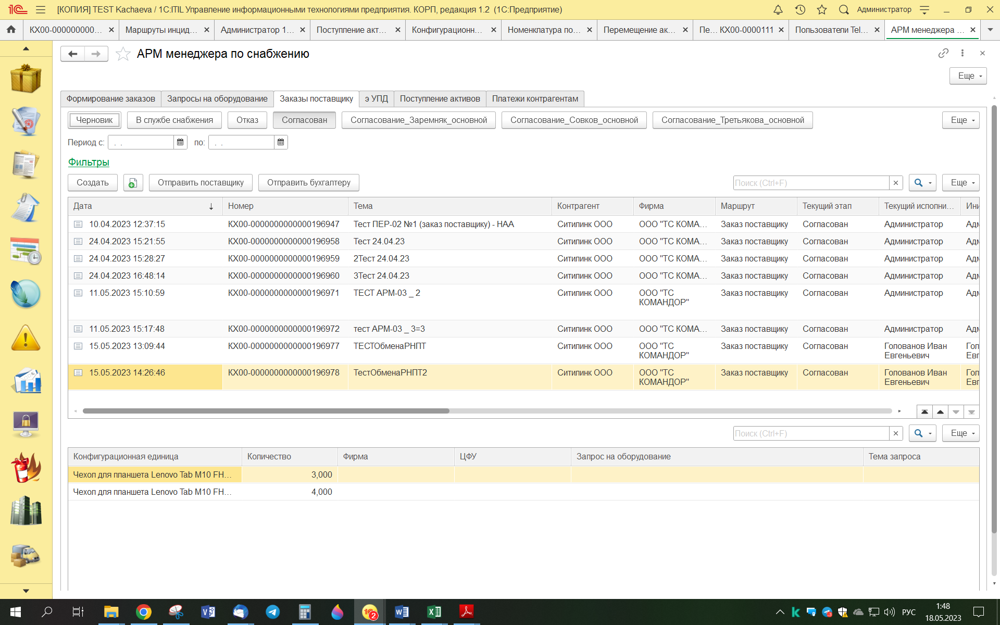 [КОПИЯ] TEST Kachaeva / 1С:ITIL Управление информационными технологиями предприятия. КОРП, редакция 1.2 (1С:Предприятие)
Администратор
КХ00-000000000...
Маршруты инцид...
Администратор 1...
Поступление акт...
Конфигурационн...
Номенклатура по...
Перемещение ак...
Пе... КХ00-0000111
Пользователи Tel...
АРМ менеджера ...
АРМ менеджера по снабжению
Еще
Формирование заказов
Запросы на оборудование
Заказы поставщику
э УПД
Поступление активов
Платежи контрагентам
Черновик
В службе снабжения
Отказ
Согласован
Согласование_Заремняк_основной
Согласование_Совков_основной
Согласование_Третьякова_основной
Еще
Период с: . . по: . .
Фильтры
Создать
Отправить поставщику
Отправить бухгалтеру
Поиск (Ctrl+F)
Еще
Дата Номер Тема Контрагент Фирма Маршрут Текущий этап Текущий исполни... Ини
10.04.2023 12:37:15 КХ00-0000000000000196947 Тест ПЕР-02 №1 (заказ поставщику) - НАА Ситилинк ООО ООО "ТС КОМА... Заказ поставщику Согласован Администратор Адм
24.04.2023 15:21:55 КХ00-0000000000000196958 Тест 24.04.23 Ситилинк ООО ООО "ТС КОМА... Заказ поставщику Согласован Администратор Адм
24.04.2023 15:28:27 КХ00-0000000000000196959 2Тест 24.04.23 Ситилинк ООО ООО "ТС КОМА... Заказ поставщику Согласован Администратор Адм
24.04.2023 16:48:14 КХ00-0000000000000196960 3Тест 24.04.23 Ситилинк ООО ООО "ТС КОМА... Заказ поставщику Согласован Администратор Адм
11.05.2023 15:10:59 КХ00-0000000000000196971 ТЕСТ АРМ-03 _ 2 Ситилинк ООО ООО "ТС Заказ поставщику Согласован Администратор Адм
КОМАНДОР"
11.05.2023 15:17:48 КХ00-0000000000000196972 тест АРМ-03 _ 3=3 Ситилинк ООО ООО "ТС КОМА... Заказ поставщику Согласован Администратор Адм
15.05.2023 13:09:44 КХ00-0000000000000196977 ТЕСТОбменаРНПТ Ситилинк ООО ООО "ТС Заказ поставщику Согласован Голованов Иван Гол
КОМАНДОР" Евгеньевич Евг
15.05.2023 14:26:46 КХ00-0000000000000196978 ТестОбменаРНПТ2 Ситилинк ООО ООО "ТС Заказ поставщику Согласован Голованов Иван Гол
КОМАНДОР" Евгеньевич Евг
Поиск (Ctrl+F)
Еще
Конфигурационная единица Количество Фирма ЦФУ Запрос на оборудование Тема запроса
Чехол для планшета Lenovo Tab M10 FH... 3,000
Чехол для планшета Lenovo Tab M10 FH... 4,000
2
РУС
1:48
18.05.2023